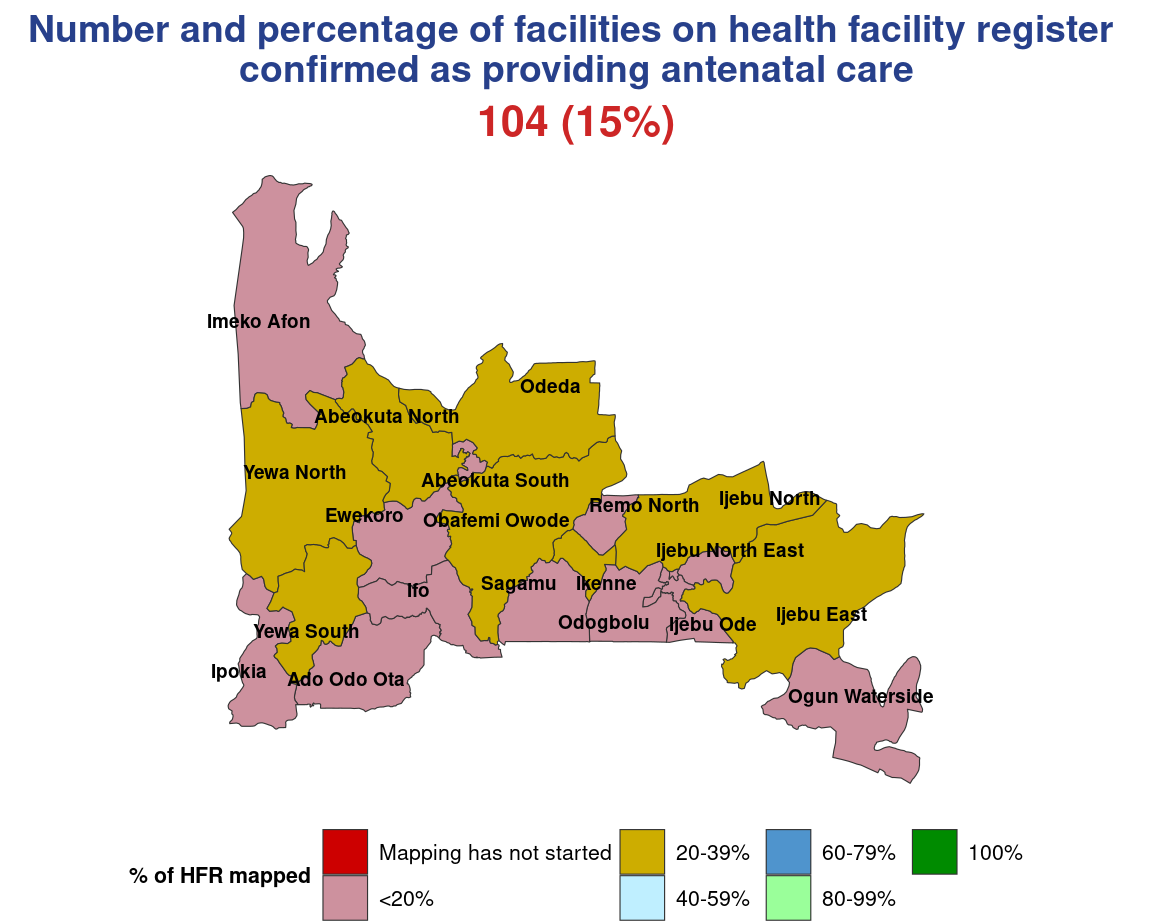 Number and percentage of facilities on health facility register
confirmed as providing antenatal care
104 (15%)
Imeko Afon
Odeda
Abeokuta North
Yewa North
Abeokuta South
Ijebu North
Remo North
Ewekoro
Obafemi Owode
Ijebu North East
Sagamu
Ikenne
Ifo
Ijebu East
Odogbolu
Ijebu Ode
Yewa South
Ipokia
Ado Odo Ota
Ogun Waterside
% of HFR mapped
Mapping has not started
<20%
20-39%
40-59%
60-79%
80-99%
100%